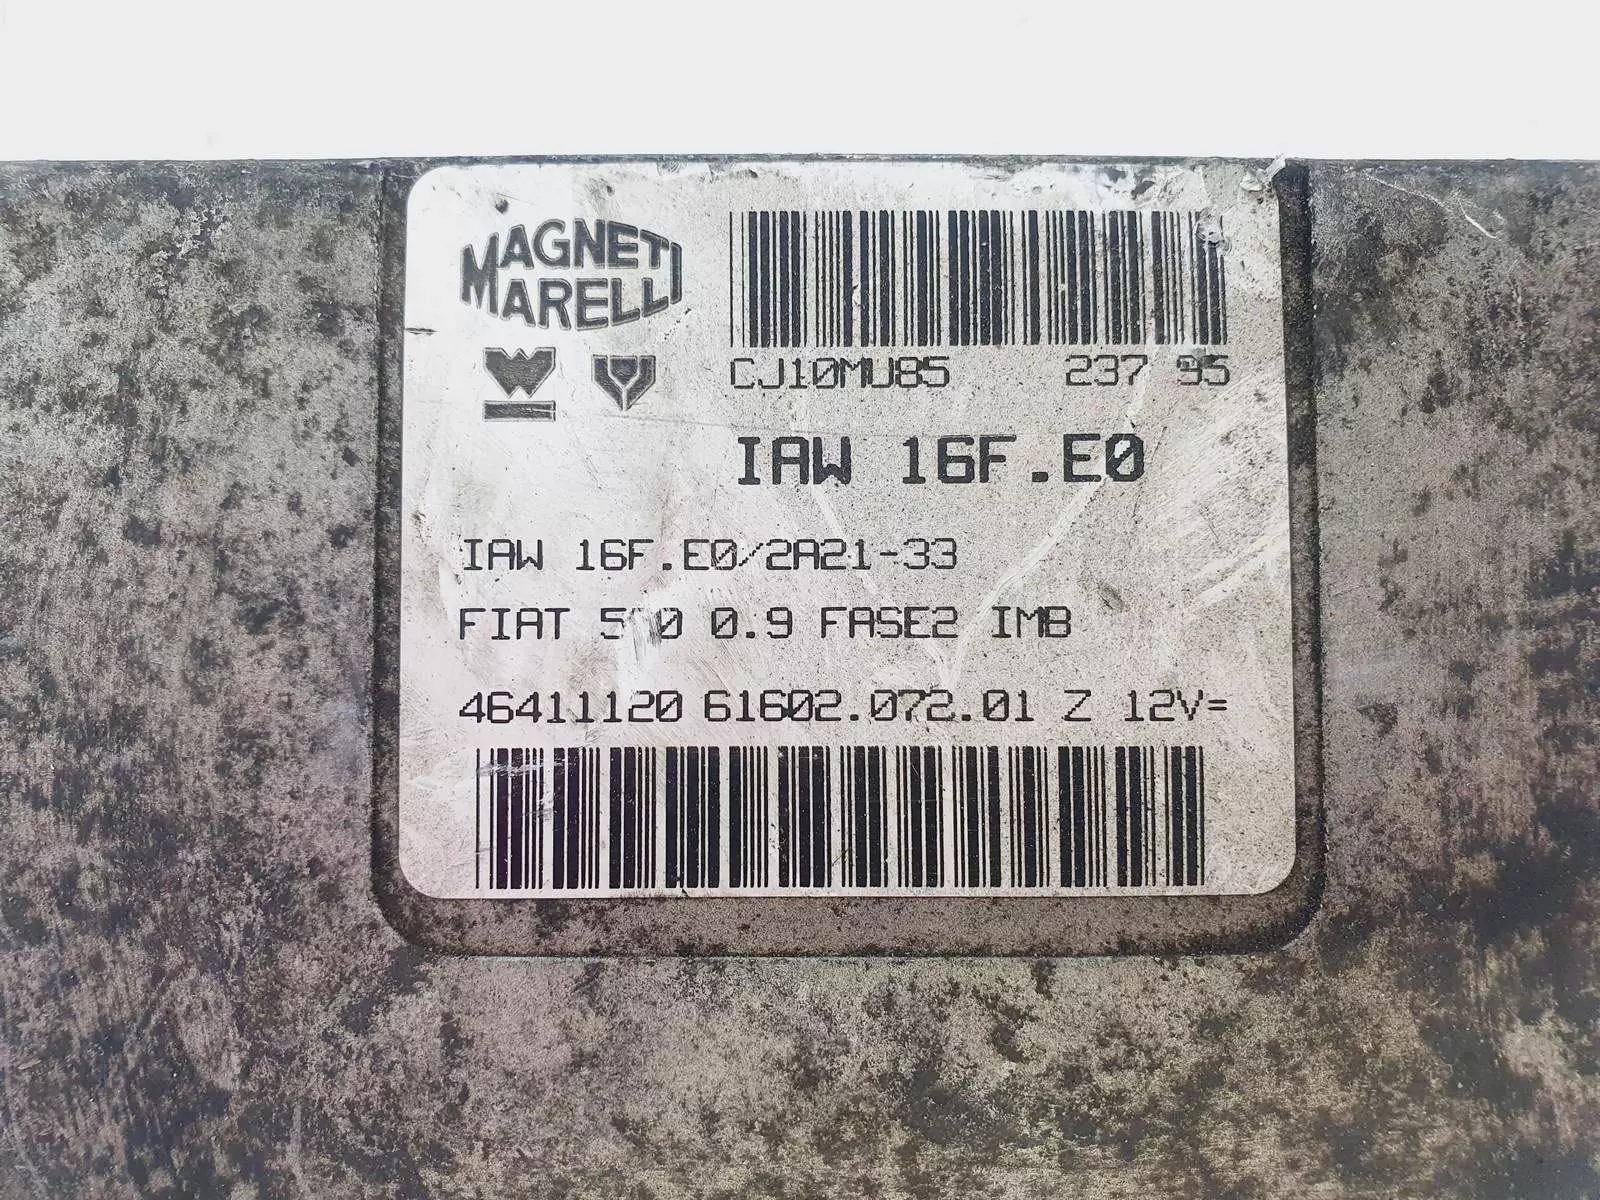 MAGNETI
MARELLI
CJ10MU85 237 95
IAW 16F.E0
IAW 16F.E0/2A21-33
FIAT 0.9 FASE2 IMB
46411120 61602.072.01 Z 12V=